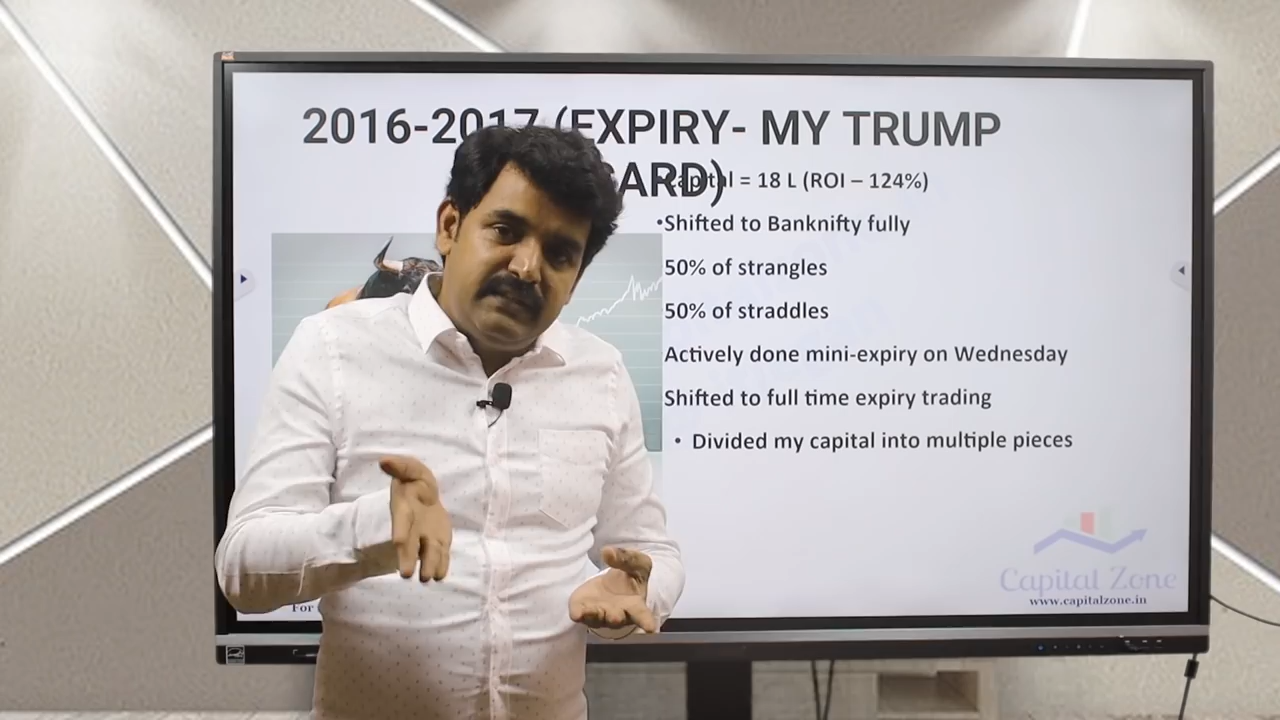 2016-2017 (EXPIRY- MY TRUMP
CARD)
•Capital = 18 L (ROI – 124%)
•Shifted to Banknifty fully
50% of strangles
50% of straddles
Actively done mini-expiry on Wednesday
Shifted to full time expiry trading
• Divided my capital into multiple pieces
Capital Zone
www.capitalzone.in
For